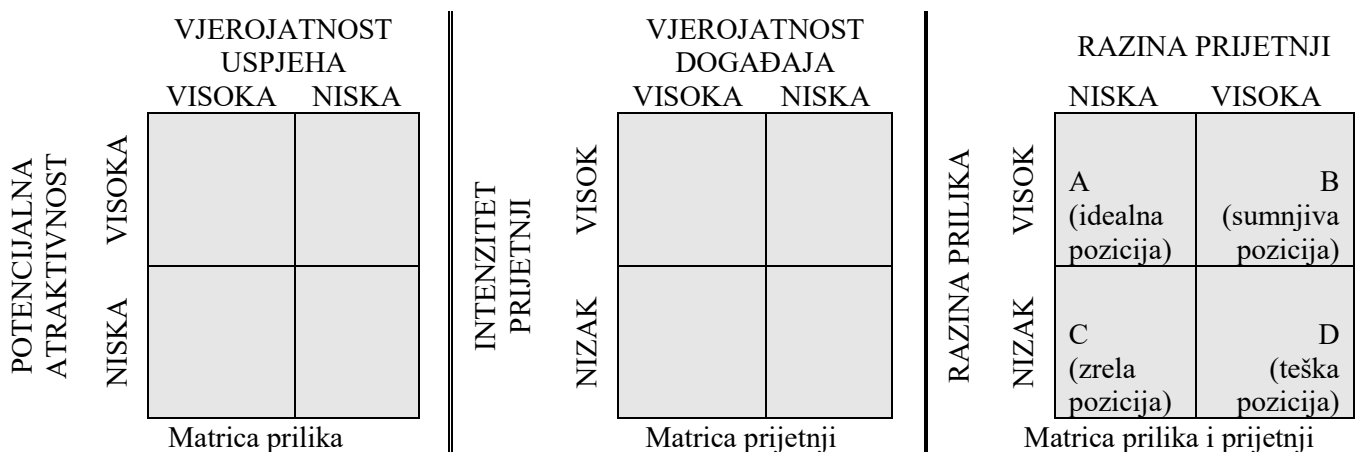 VJEROJATNOST
USPJEHA
VISOKA NISKA
POTENCIJALNA
ATRAKTIVNOST
VISOKA
NISKA
Matrica prilika
VJEROJATNOST
DOGAĐAJA
VISOKA NISKA
INTENZITET
PRIJETNJI
VISOK
NIZAK
Matrica prijetnji
RAZINA PRIJETNJI
NISKA VISOKA
RAZINA PRILIKA
VISOK
NIZAK
A
(idealna
pozicija)
B
(sumnjiva
pozicija)
C
(zrela
pozicija)
D
(teška
pozicija)
Matrica prilika i prijetnji